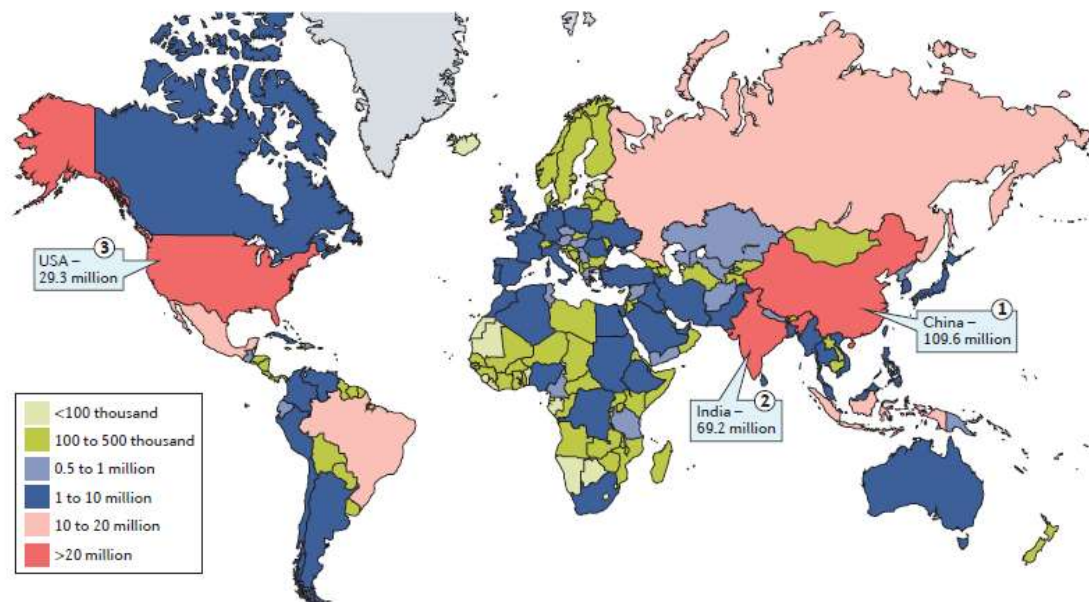 3
USA –
29.3 million
1
China –
109.6 million
2
India –
69.2 million
<100 thousand
100 to 500 thousand
0.5 to 1 million
1 to 10 million
10 to 20 million
>20 million